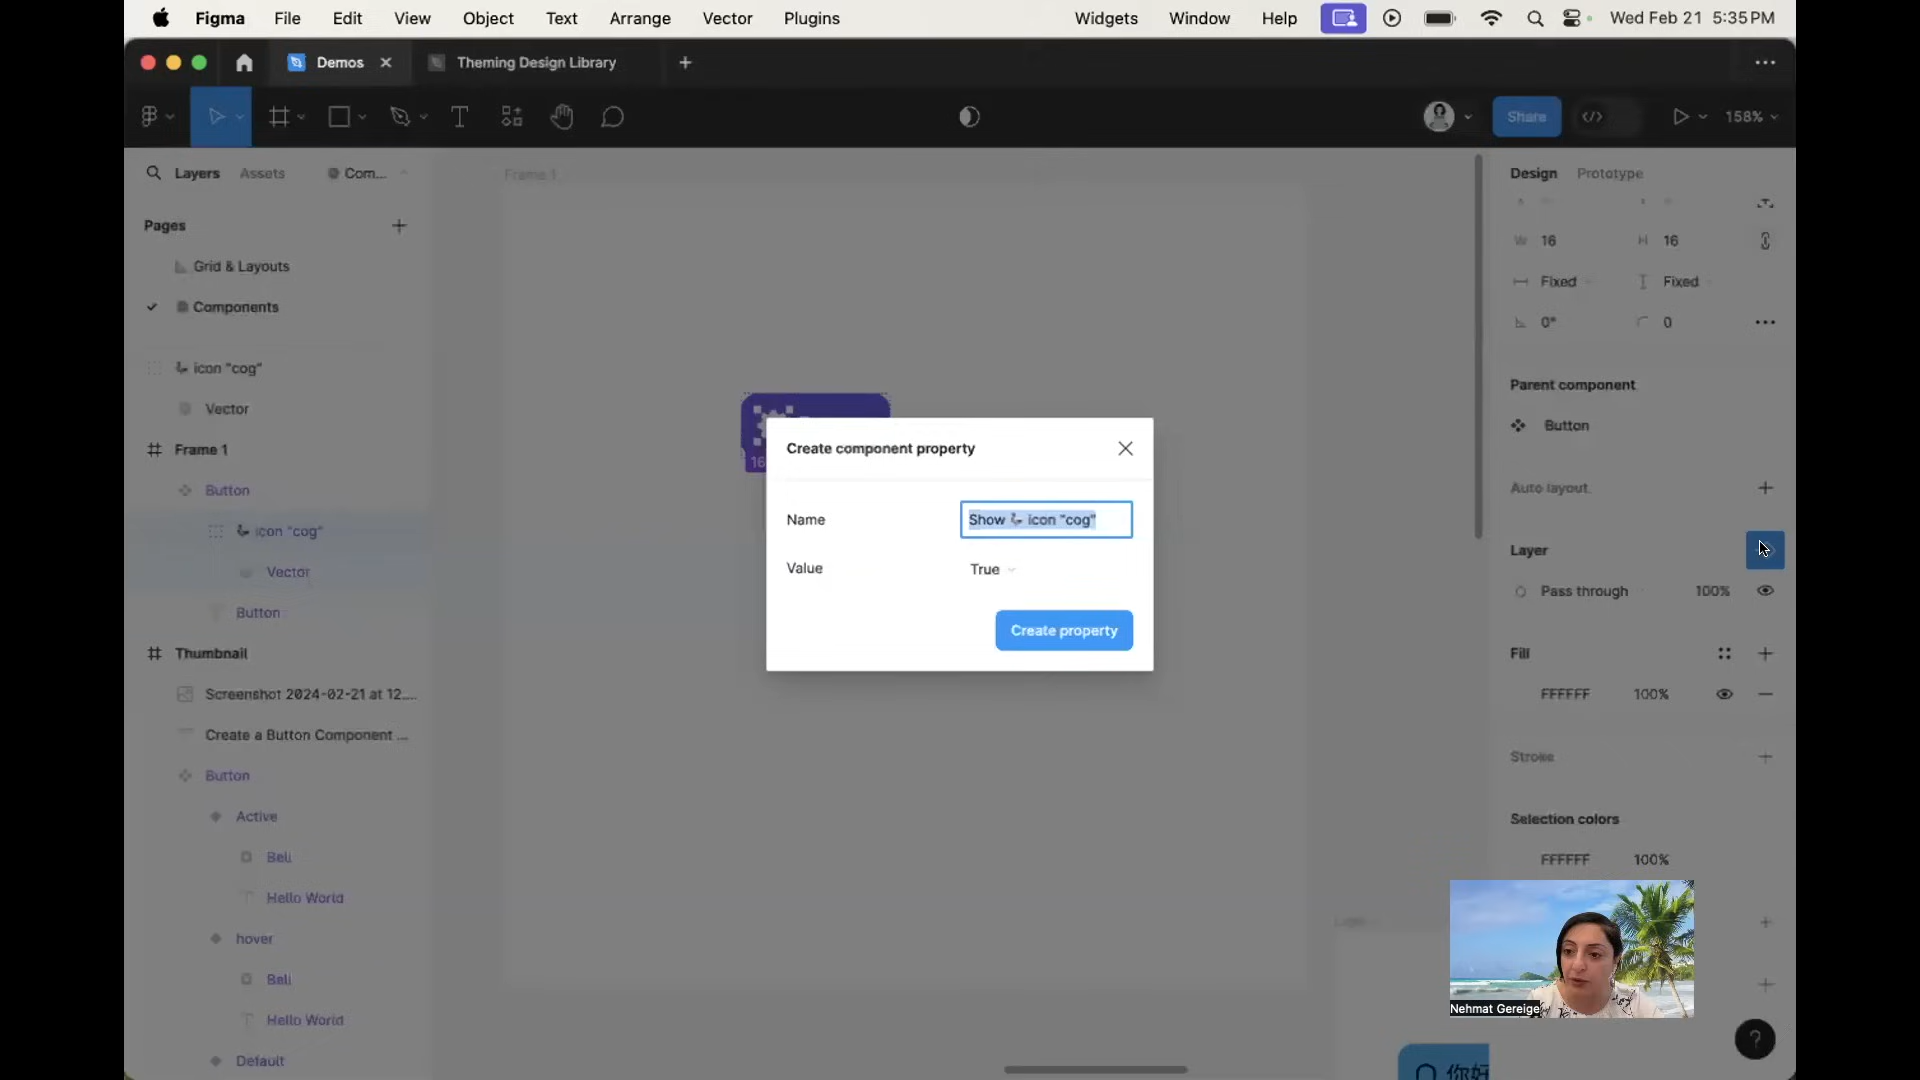 Figma File Edit View Object Text Arrange Vector Plugins Widgets Window Help Wed Feb 21 5:35 PM
Demos Theming Design Library
Share 158%
Layers Assets Com...
Pages
Grid & Layouts
Components
icon "cog"
Vector
Frame 1
Button
icon "cog"
Vector
Button
Thumbnail
Screenshot 2024-02-21 at 12....
Create a Button Component ...
Button
Active
Bell
Hello World
hover
Bell
Hello World
Default
Frame 1
16
Create component property
Name Show icon "cog"
Value True
Create property
Design Prototype
W 16 H 16
Fixed Fixed
0° 0
Parent component
Button
Auto layout
Layer
Pass through 100%
Fill
FFFFFF 100%
Stroke
Selection colors
FFFFFF 100%
Nehmat Gereige
?
你好